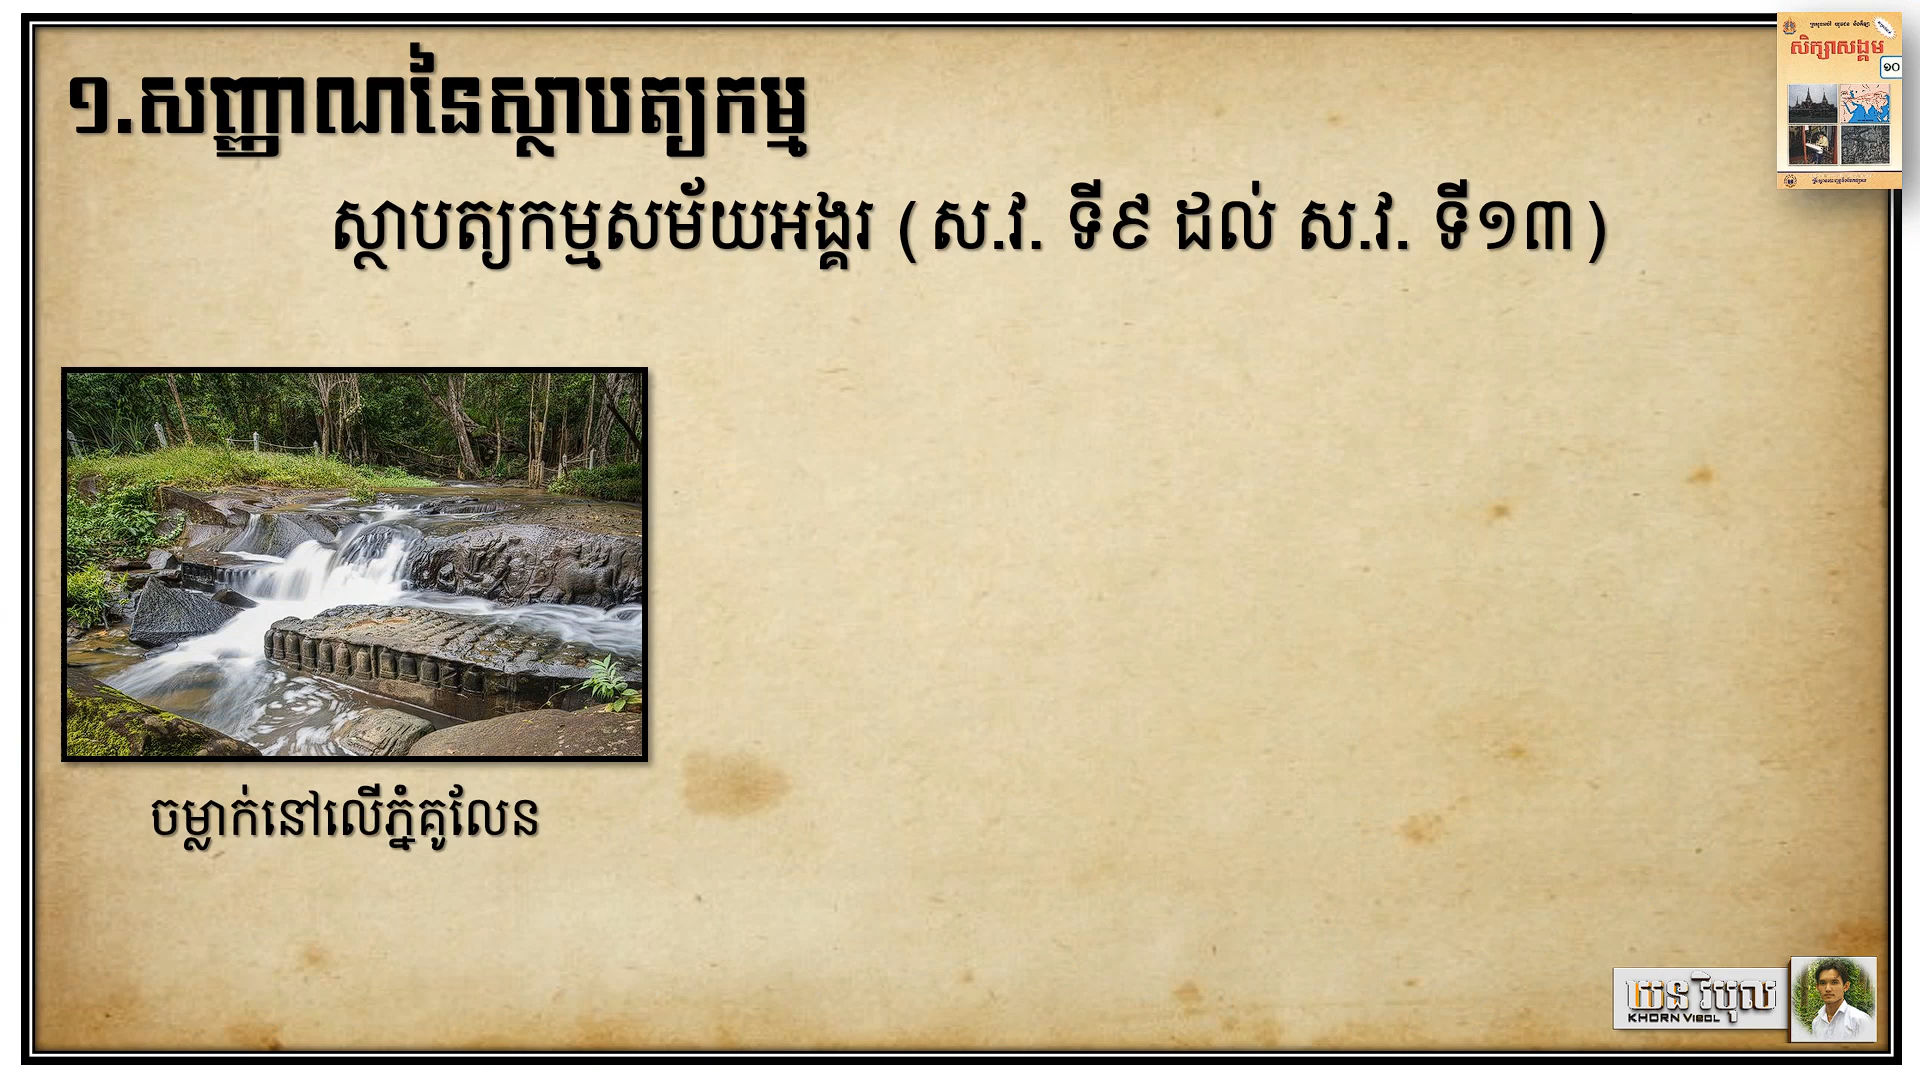 ១.សញ្ញាណនៃស្ថាបត្យកម្ម
សិក្សាសង្គម
១០
ស្ថាបត្យកម្មសម័យអង្គរ (ស.វ. ទី៩ ដល់ ស.វ. ទី១៣)
ចម្លាក់នៅលើភ្នំគូលែន
ឃន វិបុល
KHORN VIBOL